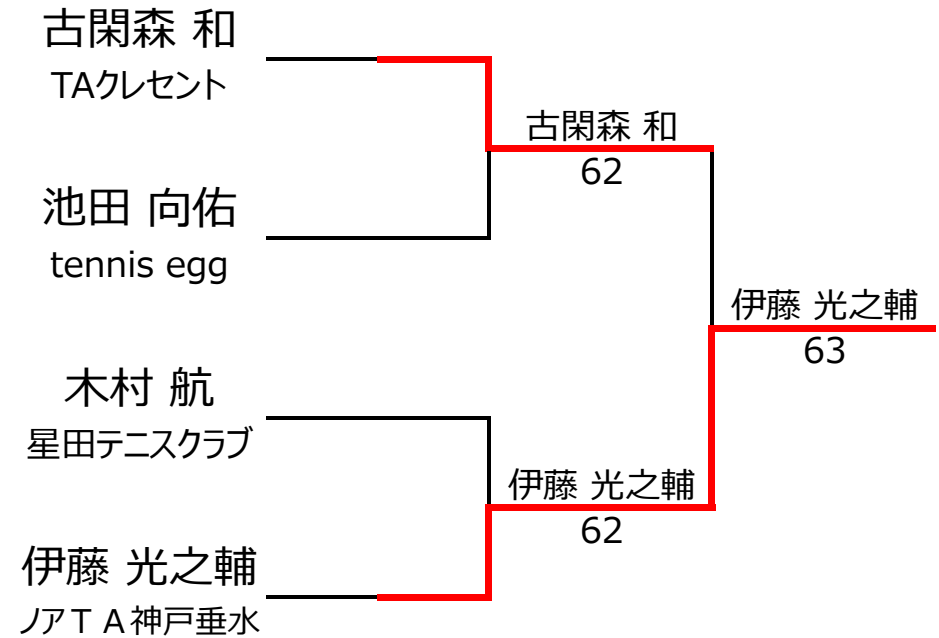 古閑森 和
TAクレセント
古閑森 和
62
池田 向佑
tennis egg
伊藤 光之輔
63
木村 航
星田テニスクラブ
伊藤 光之輔
62
伊藤 光之輔
ノアＴＡ神戸垂水